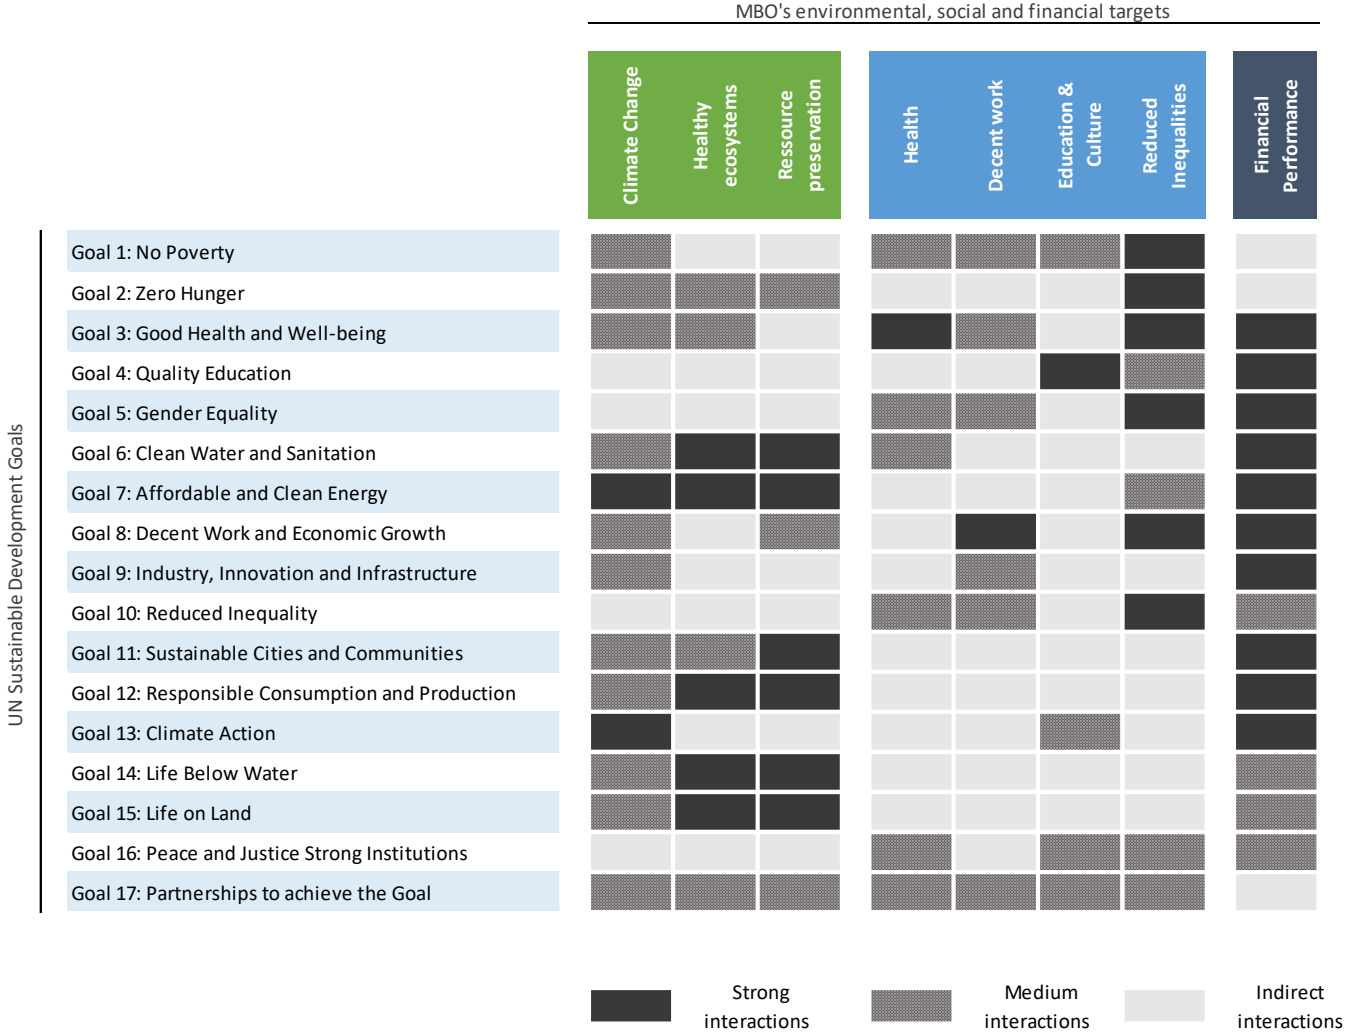 MBO's environmental, social and financial targets
Climate Change
Healthy
ecosystems
Ressource
preservation
Health
Decent work
Education &
Culture
Reduced
Inequalities
Financial
Performance
UN Sustainable Development Goals
Goal 1: No Poverty
Goal 2: Zero Hunger
Goal 3: Good Health and Well-being
Goal 4: Quality Education
Goal 5: Gender Equality
Goal 6: Clean Water and Sanitation
Goal 7: Affordable and Clean Energy
Goal 8: Decent Work and Economic Growth
Goal 9: Industry, Innovation and Infrastructure
Goal 10: Reduced Inequality
Goal 11: Sustainable Cities and Communities
Goal 12: Responsible Consumption and Production
Goal 13: Climate Action
Goal 14: Life Below Water
Goal 15: Life on Land
Goal 16: Peace and Justice Strong Institutions
Goal 17: Partnerships to achieve the Goal
Strong
interactions
Medium
interactions
Indirect
interactions